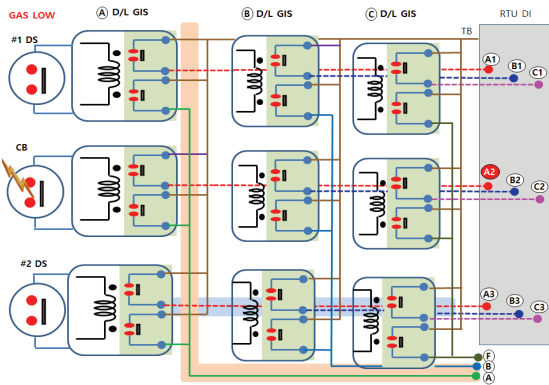 GAS LOW
Ⓐ D/L GIS
Ⓑ D/L GIS
Ⓒ D/L GIS
RTU DI
#1 DS
TB
A1
B1
C1
CB
A2
B2
C2
#2 DS
A3
B3
C3
F
B
A